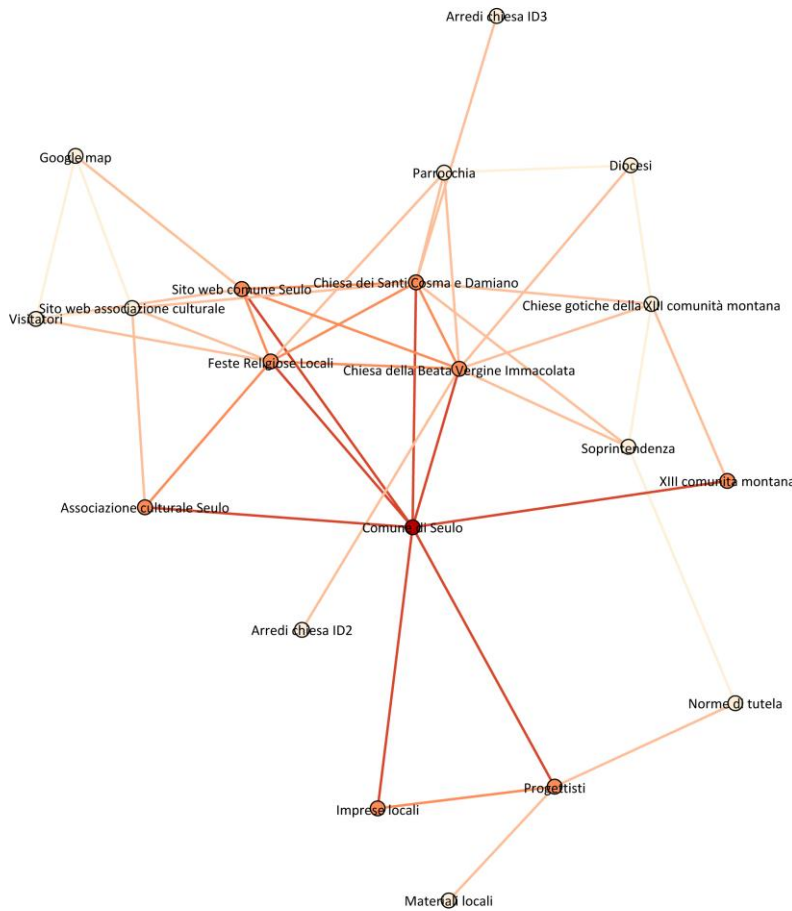 Arredi chiesa ID3
Google map
Parrocchia
Diocesi
Sito web comune Seulo
Chiesa dei Santi Cosma e Damiano
Sito web associazione culturale
Chiese gotiche della XIII comunità montana
Visitatori
Feste Religiose Locali
Chiesa della Beata Vergine Immacolata
Soprintendenza
XIII comunita montana
Associazione culturale Seulo
Comune di Seulo
Arredi chiesa ID2
Norme di tutela
Progettisti
Imprese locali
Materiali locali